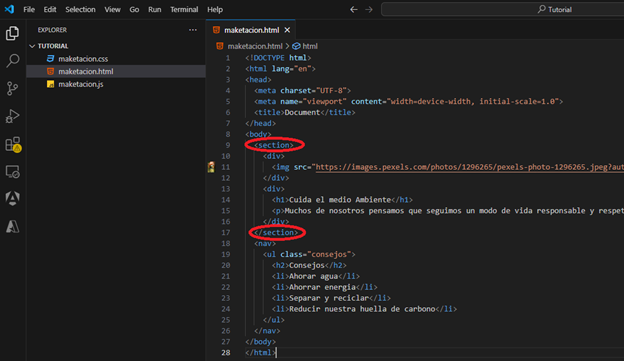 File Edit Selection View Go Run Terminal Help
Tutorial
EXPLORER
TUTORIAL
maketacion.css
maketacion.html
maketacion.js
maketacion.html
maketacion.html > html
1 <!DOCTYPE html>
2 <html lang="en">
3 <head>
4 <meta charset="UTF-8">
5 <meta name="viewport" content="width=device-width, initial-scale=1.0">
6 <title>Document</title>
7 </head>
8 <body>
9 <section>
10 <div>
11 <img src="https://images.pexels.com/photos/1296265/pexels-photo-1296265.jpeg?aut
12 </div>
13 <div>
14 <h1>Cuida el medio Ambiente</h1>
15 <p>Muchos de nosotros pensamos que seguimos un modo de vida responsable y respet
16 </div>
17 </section>
18 <nav>
19 <ul class="consejos">
20 <h2>Consejos</h2>
21 <li>Ahorar agua</li>
22 <li>Ahorrar energia</li>
23 <li>Separar y reciclar</li>
24 <li>Reducir nuestra huella de carbono</li>
25 </ul>
26 </nav>
27 </body>
28 </html>